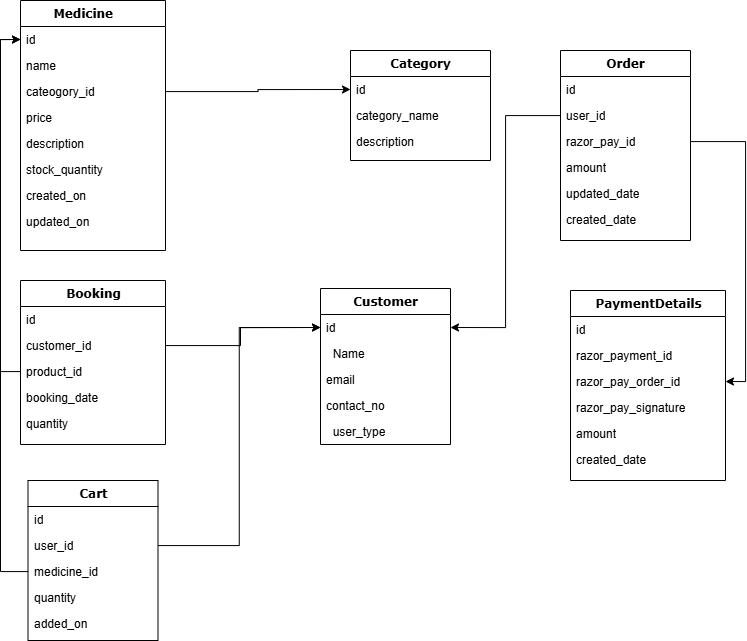 Medicine
id
name
cateogory_id
price
description
stock_quantity
created_on
updated_on
Category
id
category_name
description
Order
id
user_id
razor_pay_id
amount
updated_date
created_date
Booking
id
customer_id
product_id
booking_date
quantity
Customer
id
Name
email
contact_no
user_type
PaymentDetails
id
razor_payment_id
razor_pay_order_id
razor_pay_signature
amount
created_date
Cart
id
user_id
medicine_id
quantity
added_on